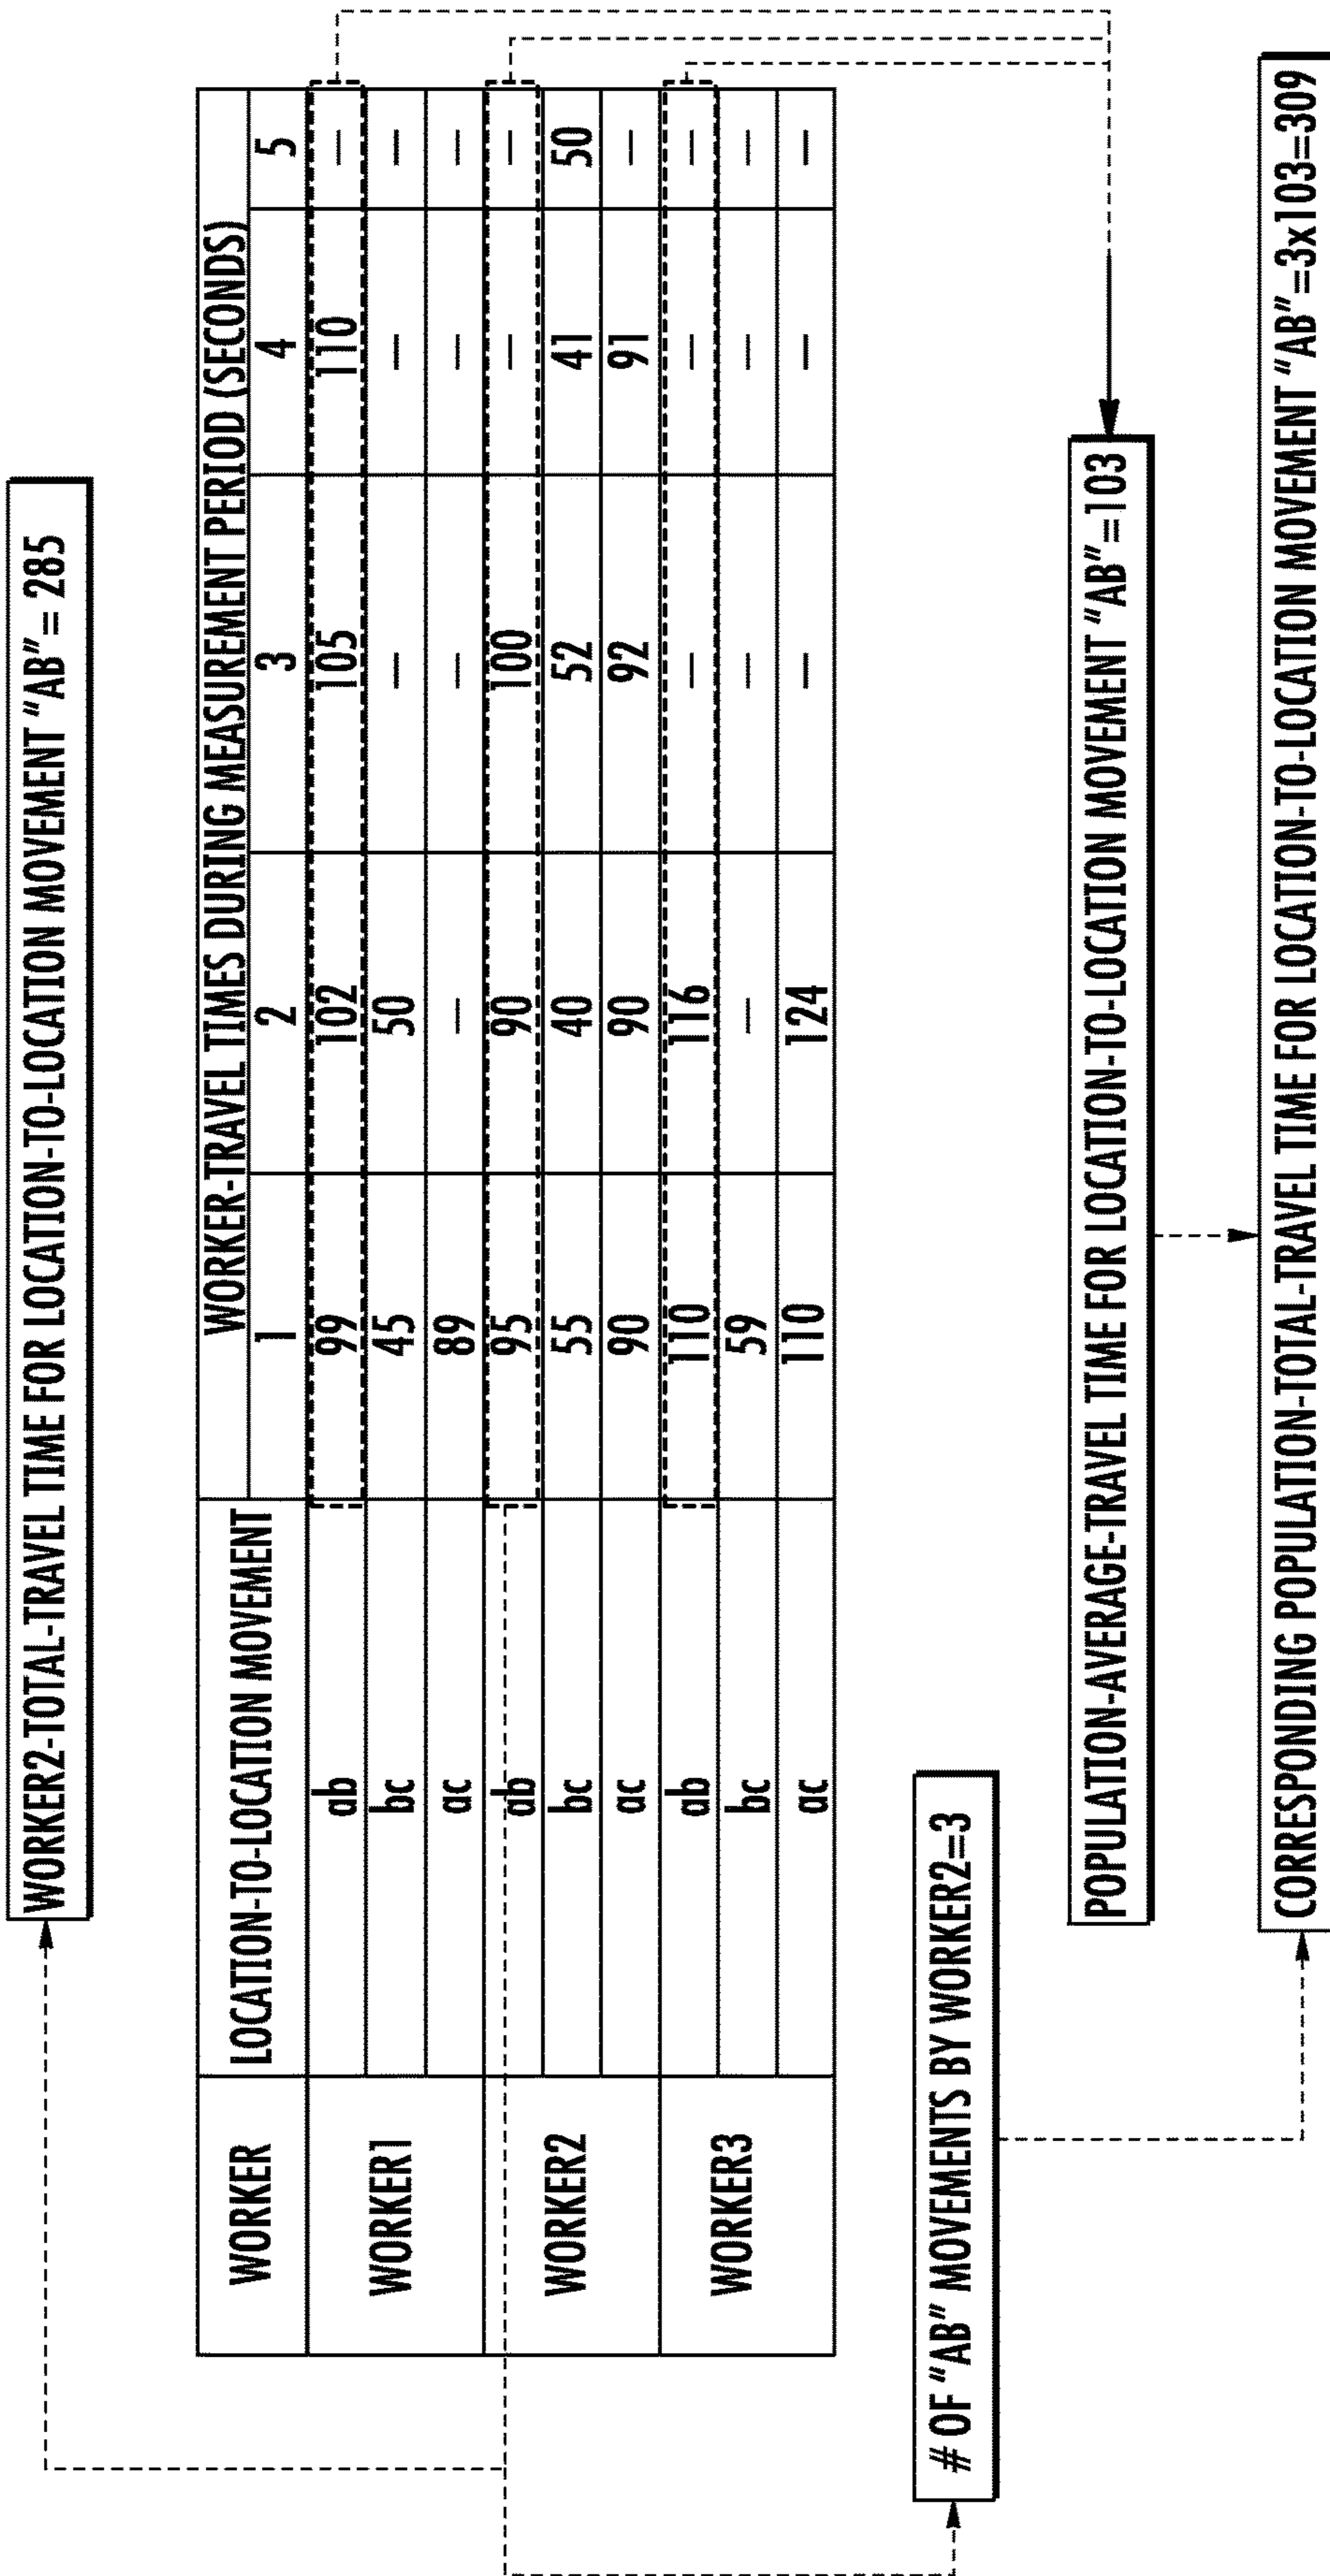 WORKER2-TOTAL-TRAVEL TIME FOR LOCATION-TO-LOCATION MOVEMENT “AB”= 285
WORKER LOCATION-TO-LOCATION MOVEMENT WORKER-TRAVEL TIMES DURING MEASUREMENT PERIOD (SECONDS)
1 2 3 4 5
WORKER1
ab 99 102 105 110 –
bc 45 50 – – –
ac 89 – – – –
WORKER2
ab 95 90 100 – –
bc 55 40 52 41 50
ac 90 90 92 91 –
WORKER3
ab 110 116 – – –
bc 59 – – – –
ac 110 124 – – –
# OF “AB” MOVEMENTS BY WORKER2=3
POPULATION-AVERAGE-TRAVEL TIME FOR LOCATION-TO-LOCATION MOVEMENT “AB”=103
CORRESPONDING POPULATION-TOTAL-TRAVEL TIME FOR LOCATION-TO-LOCATION MOVEMENT “AB”=3x103=309